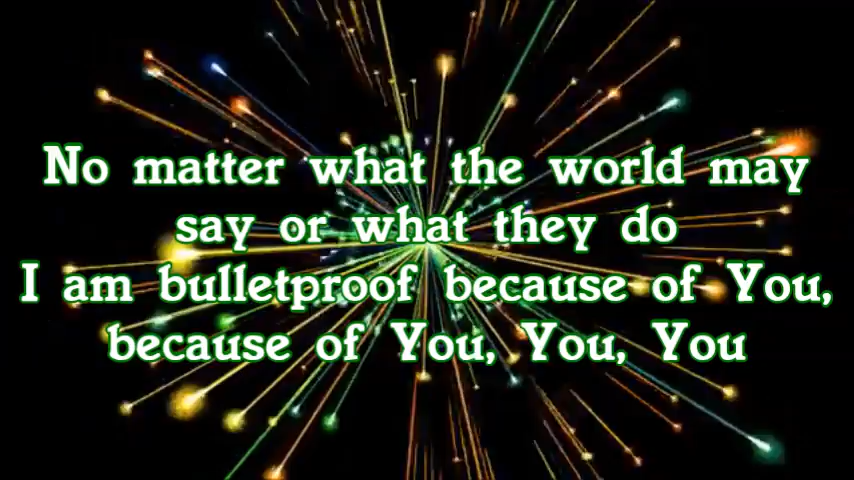 No matter what the world may
say or what they do
I am bulletproof because of You,
because of You, You, You